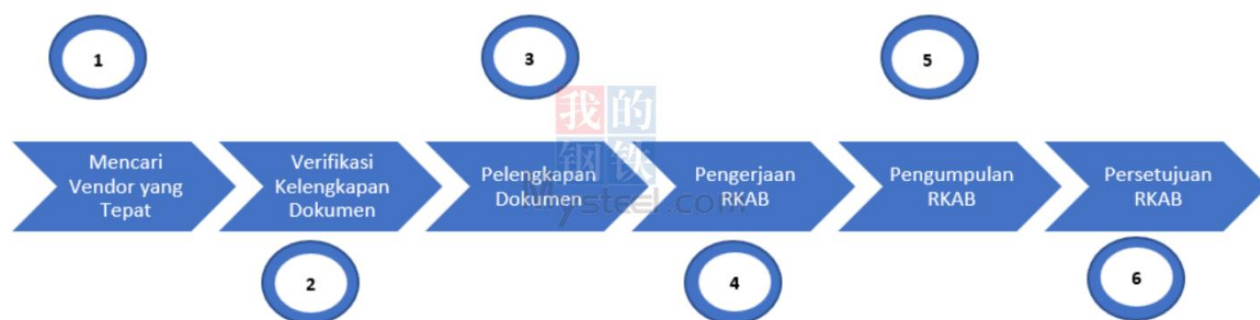 1
3
5
Mencari
Vendor yang
Tepat
Verifikasi
Kelengkapan
Dokumen
Pelengkapan
Dokumen
Pengerjaan
RKAB
Pengumpulan
RKAB
Persetujuan
RKAB
2
4
6
我的
钢铁
Mysteel.com